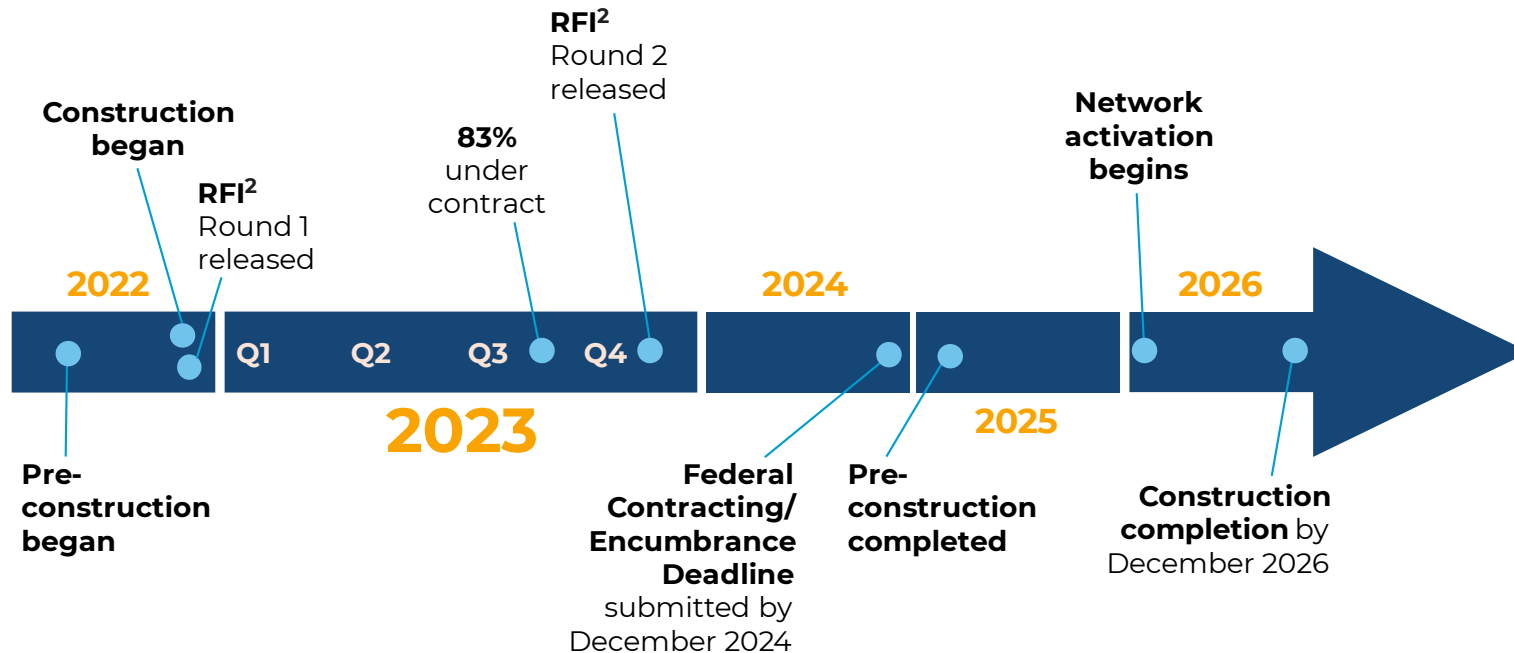 RFI²
Round 2
released
Construction
began
83%
under
contract
Network
activation
begins
RFI²
Round 1
released
2022
2024
2026
Q1
Q2
Q3
Q4
2023
2025
Pre-
construction
began
Federal
Contracting/
Encumbrance
Deadline
submitted by
December 2024
Pre-
construction
completed
Construction
completion by
December 2026